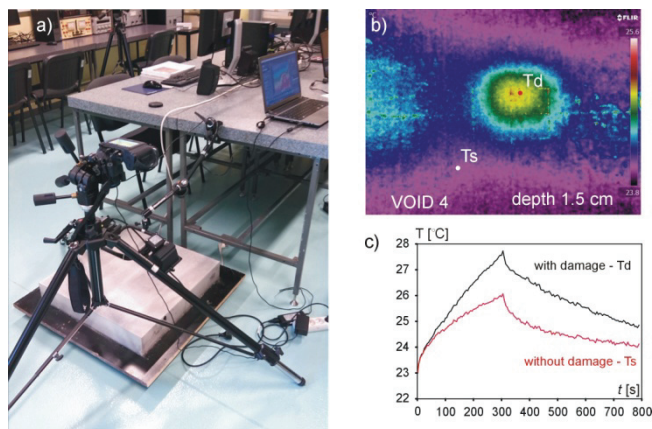 a)
b)
FLIR
25.6
Td
Ts
23.8
VOID 4
depth 1.5 cm
c)
T [°C]
28
27
26
25
24
23
22
with damage - Td
without damage - Ts
t [s]
0 100 200 300 400 500 600 700 800